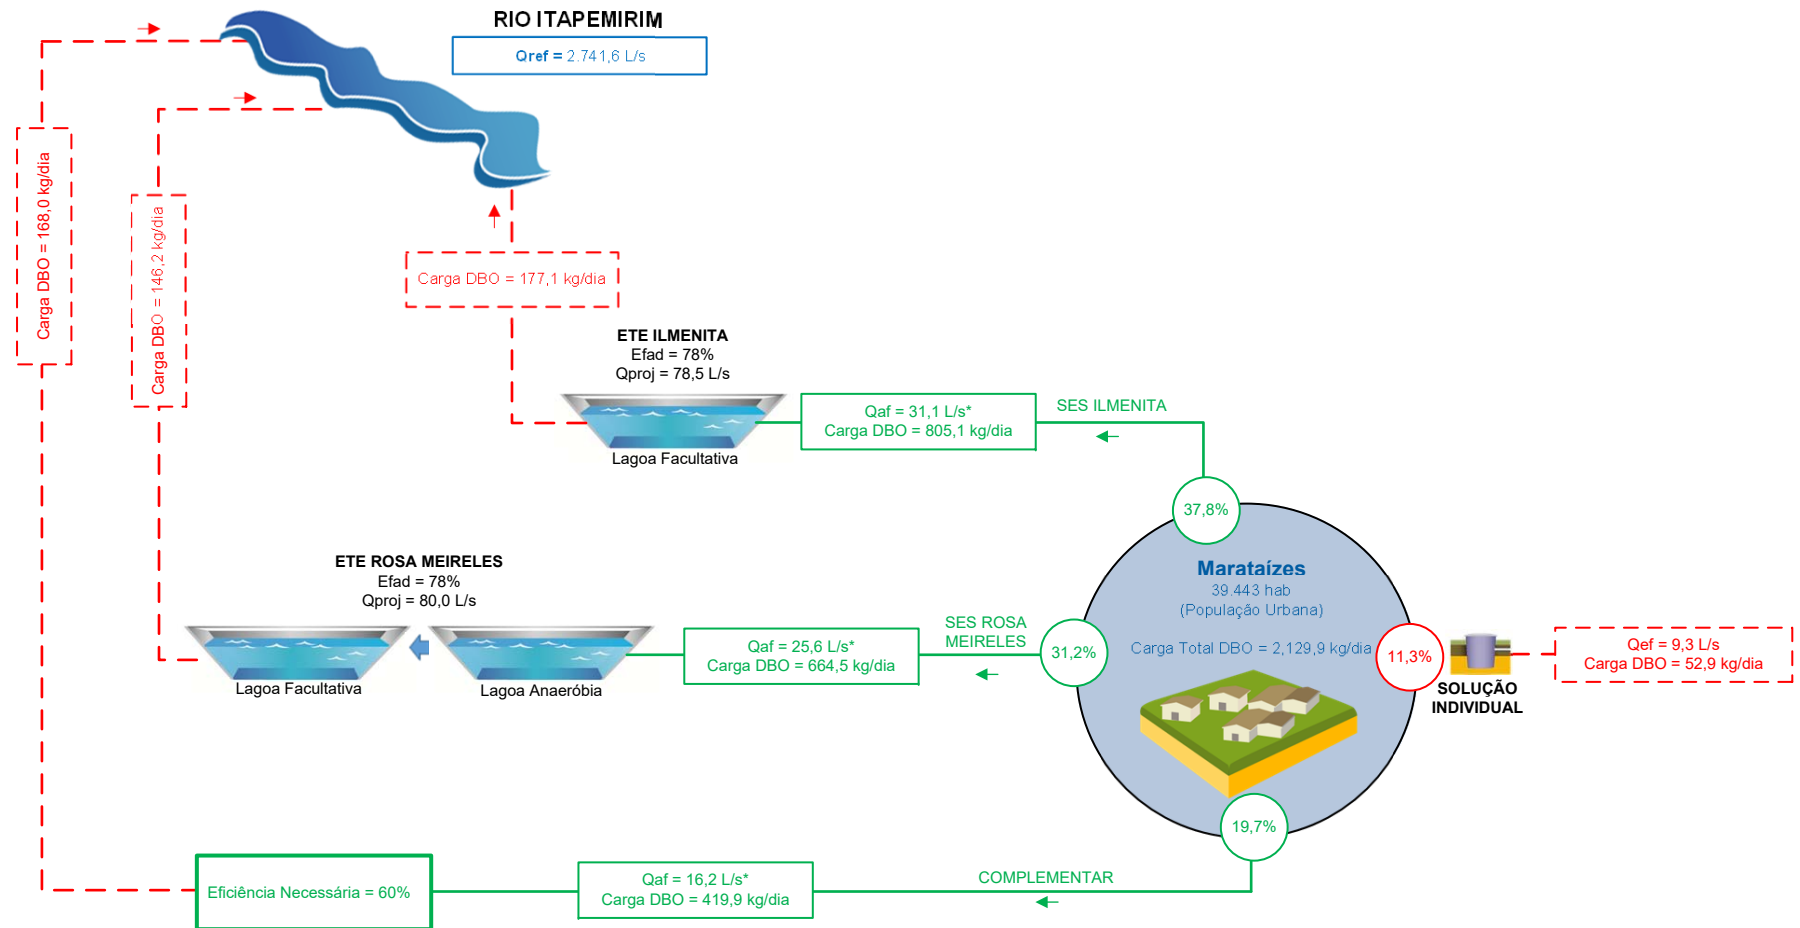 RIO ITAPEMIRIM
Qref = 2.741,6 L/s
Carga DBO = 168,0 kg/dia
Carga DBO = 146,2 kg/dia
Carga DBO = 177,1 kg/dia
ETE ILMENITA
Efad = 78%
Qproj = 78,5 L/s
Lagoa Facultativa
Qaf = 31,1 L/s*
Carga DBO = 805,1 kg/dia
SES ILMENITA
37,8%
ETE ROSA MEIRELES
Efad = 78%
Qproj = 80,0 L/s
Lagoa Facultativa
Lagoa Anaeróbia
Qaf = 25,6 L/s*
Carga DBO = 664,5 kg/dia
SES ROSA
MEIRELES
31,2%
Marataízes
39.443 hab
(População Urbana)
Carga Total DBO = 2,129,9 kg/dia
11,3%
SOLUÇÃO
INDIVIDUAL
Qef = 9,3 L/s
Carga DBO = 52,9 kg/dia
19,7%
Eficiência Necessária = 60%
Qaf = 16,2 L/s*
Carga DBO = 419,9 kg/dia
COMPLEMENTAR